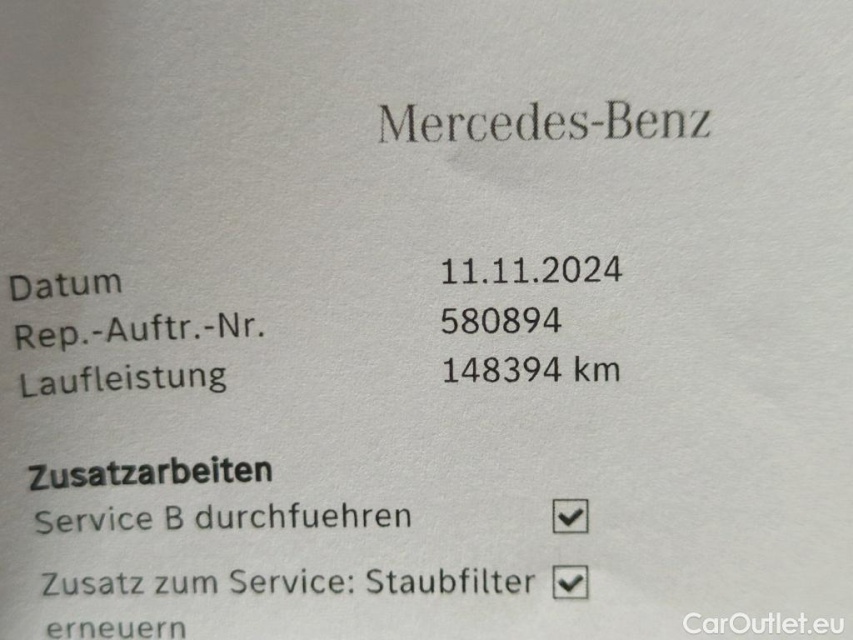 Mercedes-Benz
Datum 11.11.2024
Rep.-Auftr.-Nr. 580894
Laufleistung 148394 km
Zusatzarbeiten
Service B durchfuehren
Zusatz zum Service: Staubfilter
erneuern
CarOutlet.eu